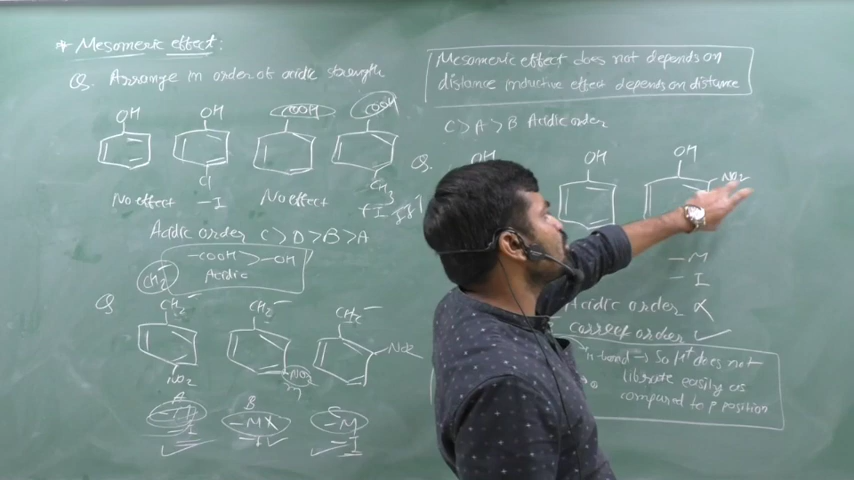 * Mesomeric effect:
Q. Arrange in order of acidic strength
OH OH COOH COOH
Cl CH3
No effect -I No effect +I
Acidic order C>D>B>A
-COOH > -OH
Acidic
CH2-
Q.
CH2- CH2- CH2-
NO2 NO2 NO2
A B C
-M -MX -M
-I -I ✓ -I
✓ ✓
Mesomeric effect does not depends on
distance inductive effect depends on distance
C>A>B Acidic order
Q. OH OH OH
NO2
-M
-I
Acidic order X
correct order ✓
H-bond → So H+ does not
librate easily as
compared to p position